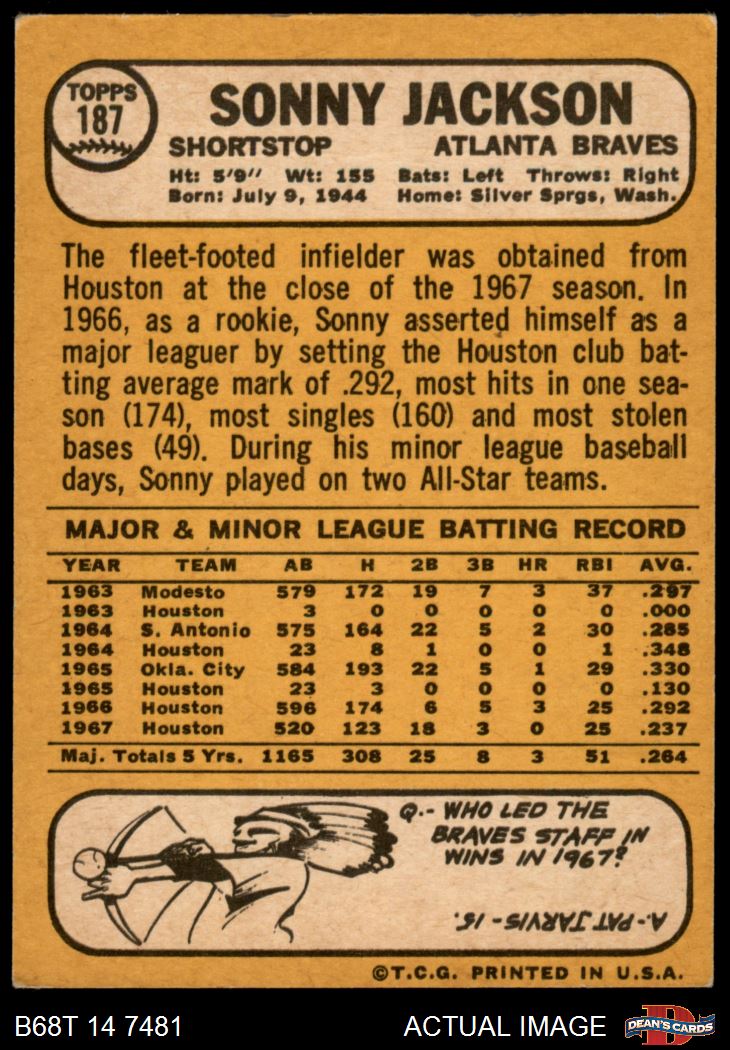 TOPPS
187
SONNY JACKSON
SHORTSTOP ATLANTA BRAVES
Ht: 5'9" Wt: 155 Bats: Left Throws: Right
Born: July 9, 1944 Home: Silver Sprgs, Wash.
The fleet-footed infielder was obtained from
Houston at the close of the 1967 season. In
1966, as a rookie, Sonny asserted himself as a
major leaguer by setting the Houston club bat-
ting average mark of .292, most hits in one sea-
son (174), most singles (160) and most stolen
bases (49). During his minor league baseball
days, Sonny played on two All-Star teams.
MAJOR & MINOR LEAGUE BATTING RECORD
YEAR TEAM AB H 2B 3B HR RBI AVG.
1963 Modesto 579 172 19 7 3 37 .297
1963 Houston 3 0 0 0 0 0 .000
1964 S. Antonio 575 164 22 5 2 30 .285
1964 Houston 23 8 1 0 0 1 .348
1965 Okla. City 584 193 22 5 1 29 .330
1965 Houston 23 3 0 0 0 0 .130
1966 Houston 596 174 6 5 3 25 .292
1967 Houston 520 123 18 3 0 25 .237
Maj. Totals 5 Yrs. 1165 308 25 8 3 51 .264
Q.- WHO LED THE
BRAVES STAFF IN
WINS IN 1967?
A.- PAT JARVIS - 15.
©T.C.G. PRINTED IN U.S.A.
B68T 14 7481 ACTUAL IMAGE D DEAN'S CARDS